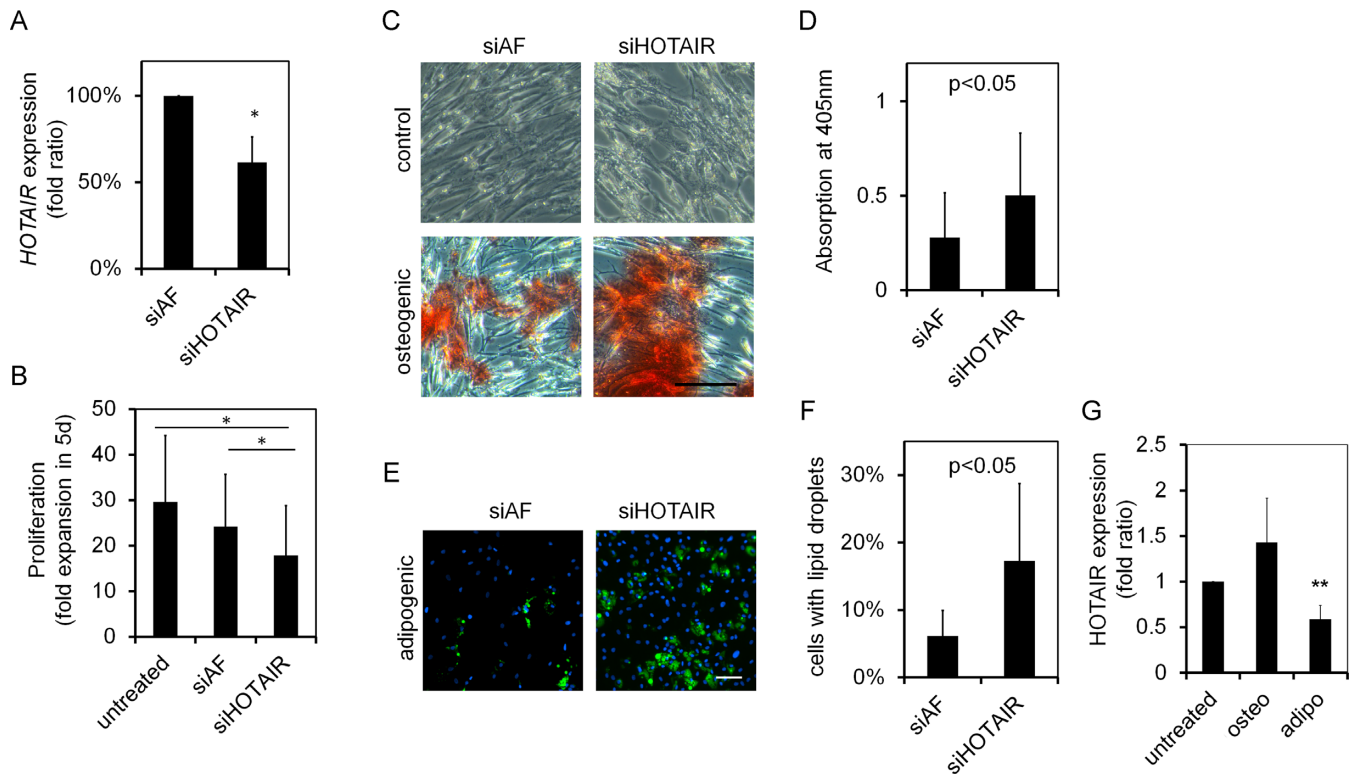 A
HOTAIR expression
(fold ratio)
100%
50%
0%
*
siAF
siHOTAIR
B
Proliferation
(fold expansion in 5d)
50
40
30
20
10
0
*
*
untreated
siAF
siHOTAIR
C
siAF
siHOTAIR
control
osteogenic
D
Absorption at 405nm
1
0.5
0
p<0.05
siAF
siHOTAIR
E
siAF
siHOTAIR
adipogenic
F
cells with lipid droplets
30%
20%
10%
0%
p<0.05
siAF
siHOTAIR
G
HOTAIR expression
(fold ratio)
2.5
2
1.5
1
0.5
0
**
untreated
osteo
adipo